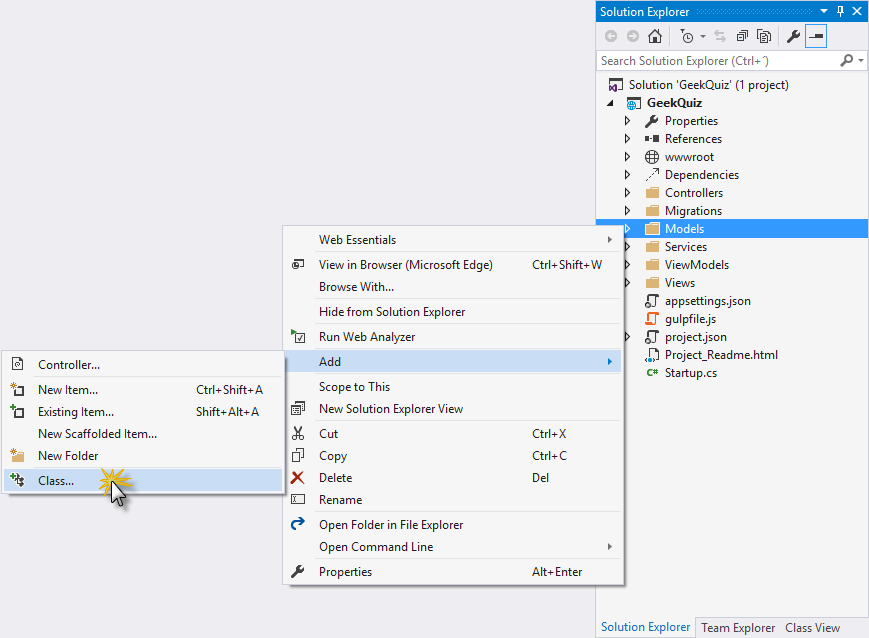 Solution Explorer
Search Solution Explorer (Ctrl+´)
Solution 'GeekQuiz' (1 project)
GeekQuiz
Properties
References
wwwroot
Dependencies
Controllers
Migrations
Models
Services
ViewModels
Views
appsettings.json
gulpfile.js
project.json
Project_Readme.html
C# Startup.cs
Web Essentials
View in Browser (Microsoft Edge) Ctrl+Shift+W
Browse With...
Hide from Solution Explorer
Run Web Analyzer
Add
Scope to This
New Solution Explorer View
Cut Ctrl+X
Copy Ctrl+C
Delete Del
Rename
Open Folder in File Explorer
Open Command Line
Properties Alt+Enter
Controller...
New Item... Ctrl+Shift+A
Existing Item... Shift+Alt+A
New Scaffolded Item...
New Folder
Class...
Solution Explorer Team Explorer Class View